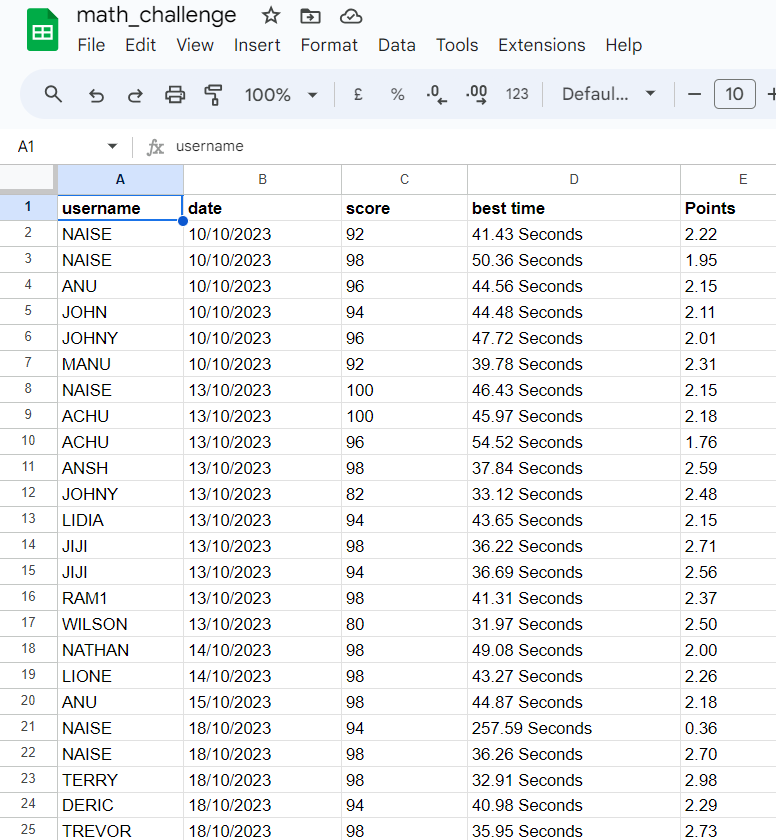 math_challenge
File Edit View Insert Format Data Tools Extensions Help
100% £ % .0 .00 123 Defaul... 10
A1 fx username
A B C D E
1 username date score best time Points
2 NAISE 10/10/2023 92 41.43 Seconds 2.22
3 NAISE 10/10/2023 98 50.36 Seconds 1.95
4 ANU 10/10/2023 96 44.56 Seconds 2.15
5 JOHN 10/10/2023 94 44.48 Seconds 2.11
6 JOHNY 10/10/2023 96 47.72 Seconds 2.01
7 MANU 10/10/2023 92 39.78 Seconds 2.31
8 NAISE 13/10/2023 100 46.43 Seconds 2.15
9 ACHU 13/10/2023 100 45.97 Seconds 2.18
10 ACHU 13/10/2023 96 54.52 Seconds 1.76
11 ANSH 13/10/2023 98 37.84 Seconds 2.59
12 JOHNY 13/10/2023 82 33.12 Seconds 2.48
13 LIDIA 13/10/2023 94 43.65 Seconds 2.15
14 JIJI 13/10/2023 98 36.22 Seconds 2.71
15 JIJI 13/10/2023 94 36.69 Seconds 2.56
16 RAM1 13/10/2023 98 41.31 Seconds 2.37
17 WILSON 13/10/2023 80 31.97 Seconds 2.50
18 NATHAN 14/10/2023 98 49.08 Seconds 2.00
19 LIONE 14/10/2023 98 43.27 Seconds 2.26
20 ANU 15/10/2023 98 44.87 Seconds 2.18
21 NAISE 18/10/2023 94 257.59 Seconds 0.36
22 NAISE 18/10/2023 98 36.26 Seconds 2.70
23 TERRY 18/10/2023 98 32.91 Seconds 2.98
24 DERIC 18/10/2023 94 40.98 Seconds 2.29
25 TREVOR 18/10/2023 98 35.95 Seconds 2.73